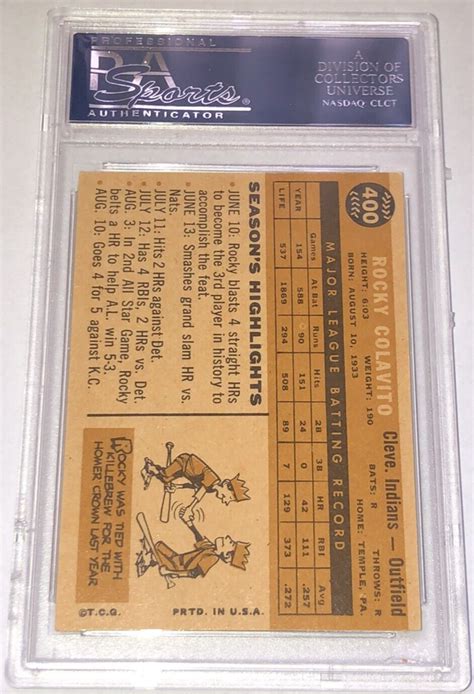 PROFESSIONAL
PSA
Sports
AUTHENTICATOR
A
DIVISION OF
COLLECTORS
UNIVERSE
NASDAQ CLCT
400
ROCKY COLAVITO Cleve. Indians — Outfield
HEIGHT: 6:03 WEIGHT: 190 BATS: R THROWS: R
BORN: AUGUST 10, 1933 HOME: TEMPLE, PA.
MAJOR LEAGUE BATTING RECORD
Games At Bat Runs Hits 2B 3B HR RBI Avg
YEAR 154 588 90 151 24 0 42 111 .257
LIFE 537 1869 294 508 89 7 129 373 .272
SEASON'S HIGHLIGHTS
JUNE 10: Rocky blasts 4 straight HRs
to become the 3rd player in history to
accomplish the feat.
JUNE 13: Smashes grand slam HR vs.
Nats.
JULY 11: Hits 2 HRs against Det.
JULY 12: Has 4 RBIs, 2 HRs vs. Det.
AUG. 3: In 2nd All Star Game, Rocky
belts a HR to help A.L. win 5-3.
AUG. 10: Goes 4 for 5 against K.C.
ROCKY WAS TIED WITH
KILLEBREW FOR THE
HOMER CROWN LAST YEAR
©T.C.G. PRTD. IN U.S.A.